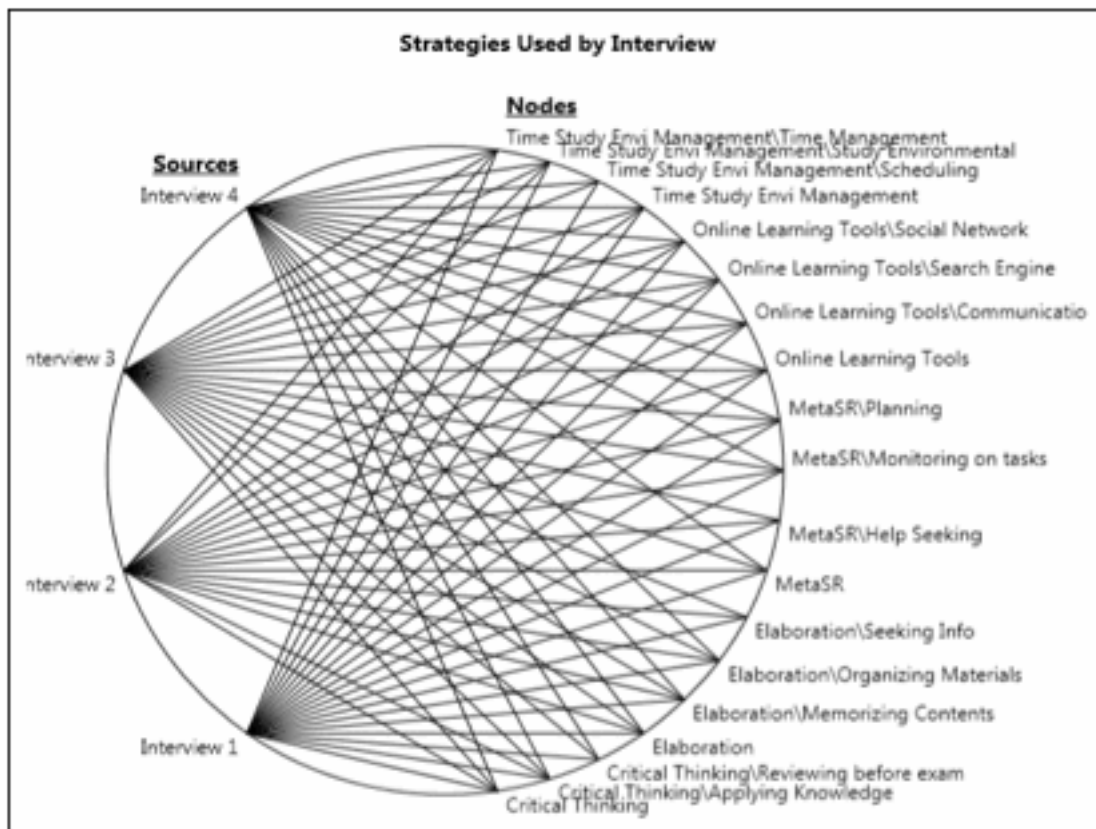 Strategies Used by Interview
Nodes
Sources
Time Study Envi Management\Time Management
Time Study Envi Management\Study Environmental
Time Study Envi Management\Scheduling
Interview 4
Time Study Envi Management
Online Learning Tools\Social Network
Online Learning Tools\Search Engine
Online Learning Tools\Communicatio
nterview 3
Online Learning Tools
MetaSR\Planning
MetaSR\Monitoring on tasks
MetaSR\Help Seeking
nterview 2
MetaSR
Elaboration\Seeking Info
Elaboration\Organizing Materials
Elaboration\Memorizing Contents
Interview 1
Elaboration
Critical Thinking\Reviewing before exam
Critical Thinking\Applying Knowledge
Critical Thinking